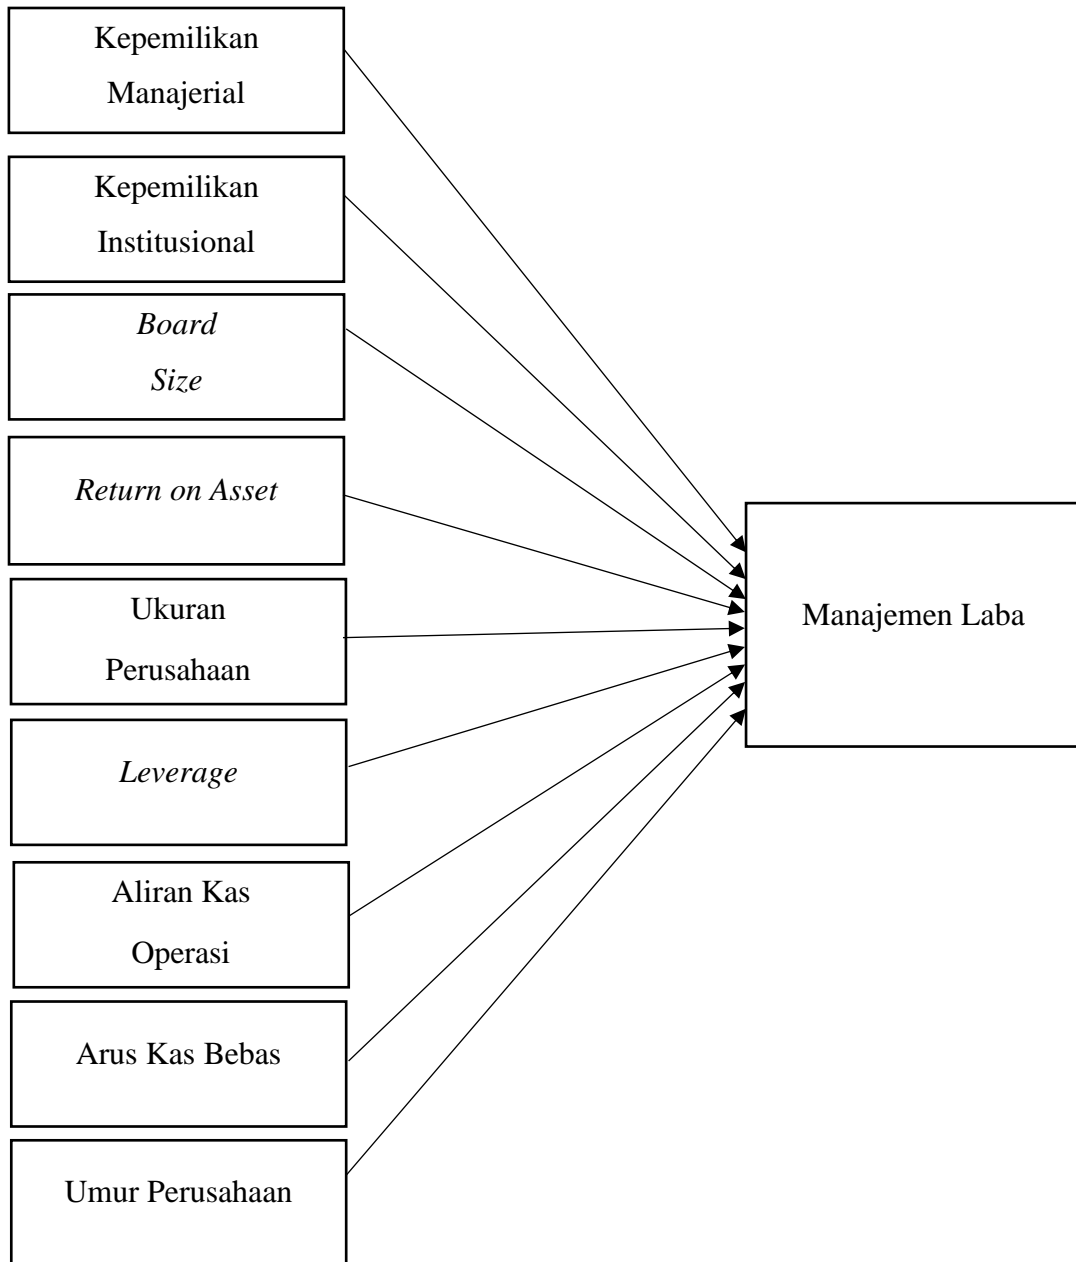 Kepemilikan
Manajerial
Kepemilikan
Institusional
Board
Size
Return on Asset
Ukuran
Perusahaan
Leverage
Aliran Kas
Operasi
Arus Kas Bebas
Umur Perusahaan
Manajemen Laba